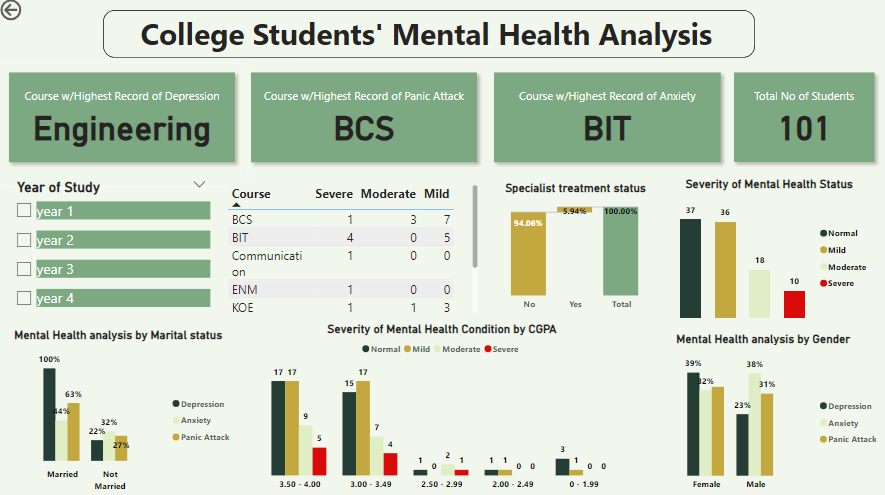 College Students' Mental Health Analysis
Course w/Highest Record of Depression
Engineering
Course w/Highest Record of Panic Attack
BCS
Course w/Highest Record of Anxiety
BIT
Total No of Students
101
Year of Study
year 1
year 2
year 3
year 4
Course Severe Moderate Mild
BCS 1 3 7
BIT 4 0 5
Communicati
on 1 0 0
ENM 1 0 0
KOE 1 1 3
Specialist treatment status
94.06% 5.94% 100.00%
No Yes Total
Severity of Mental Health Status
37 36 18 10
Normal
Mild
Moderate
Severe
Mental Health analysis by Marital status
100% 44% 63%
22% 32% 27%
Married Not
Married
Depression
Anxiety
Panic Attack
Severity of Mental Health Condition by CGPA
Normal Mild Moderate Severe
17 17 9 5
15 17 7 4
1 0 2 1
1 1 0 0
3 1 0 0
3.50 - 4.00 3.00 - 3.49 2.50 - 2.99 2.00 - 2.49 0 - 1.99
Mental Health analysis by Gender
39% 32%
23% 38% 31%
Female Male
Depression
Anxiety
Panic Attack